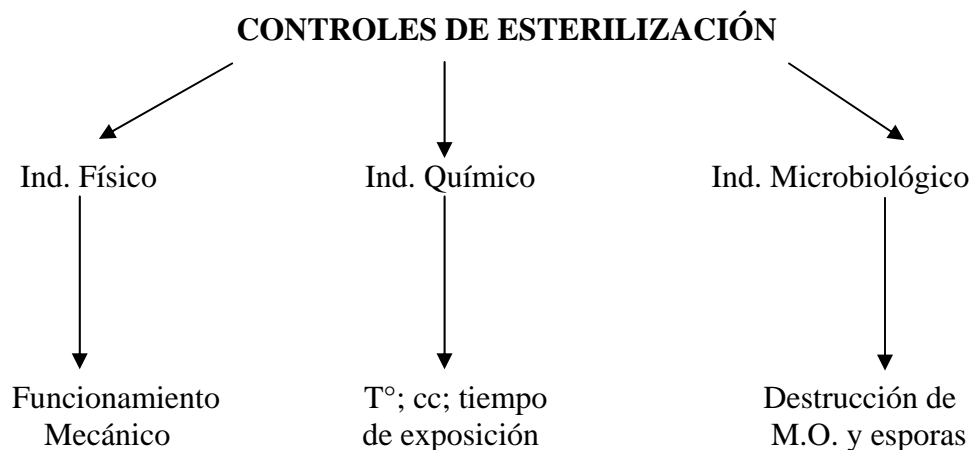 CONTROLES DE ESTERILIZACIÓN
Ind. Físico
Ind. Químico
Ind. Microbiológico
Funcionamiento
Mecánico
T°; cc; tiempo
de exposición
Destrucción de
M.O. y esporas